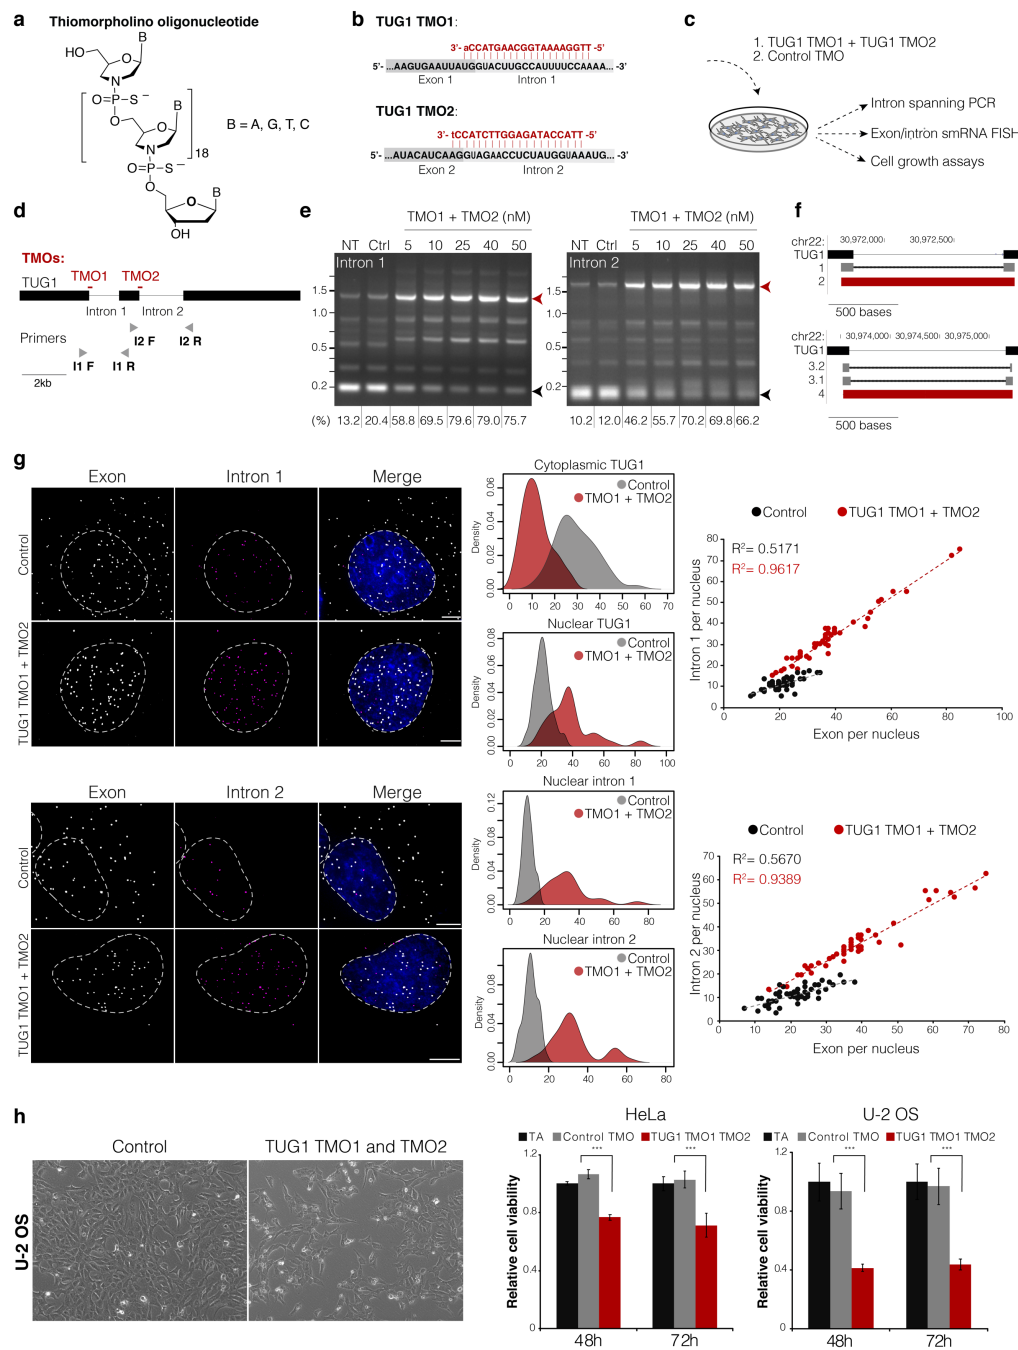 a
Thiomorpholino oligonucleotide
HO
B
O
N
O=P-S⁻
O
B
O
N
18
O=P-S⁻
O
B
O
OH
B = A, G, T, C
b
TUG1 TMO1:
3'- aCCATGAACGGTAAAAGGTT -5'
5'- ...AAGUGAAUUAUGGUACUUGCCAUUUUCCAAAA... -3'
Exon 1
Intron 1
TUG1 TMO2:
3'- tCCATCTTGGAGATACCATT -5'
5'- ...AUACAUCAAGGUAGAACCUCUAUGGUAAAUG... -3'
Exon 2
Intron 2
c
1. TUG1 TMO1 + TUG1 TMO2
2. Control TMO
Intron spanning PCR
Exon/intron smRNA FISH
Cell growth assays
d
TMOs:
TMO1
TMO2
TUG1
Intron 1
Intron 2
Primers
I2 F
I2 R
I1 F
I1 R
2kb
e
TMO1 + TMO2 (nM)
NT Ctrl 5 10 25 40 50
Intron 1
1.5
1.0
0.5
0.2
(%) 13.2 20.4 58.8 69.5 79.6 79.0 75.7
TMO1 + TMO2 (nM)
NT Ctrl 5 10 25 40 50
Intron 2
1.5
1.0
0.5
0.2
10.2 12.0 46.2 55.7 70.2 69.8 66.2
f
chr22: 30,972,000 30,972,500
TUG1
1
2
500 bases
chr22: 30,974,000 30,974,500 30,975,000
TUG1
3.2
3.1
4
500 bases
g
Exon Intron 1 Merge
Control
TUG1 TMO1 + TMO2
Exon Intron 2 Merge
Control
TUG1 TMO1 + TMO2
Cytoplasmic TUG1
Control
TMO1 + TMO2
Density
0.00 0.02 0.04 0.06
0 10 20 30 40 50 60 70
Nuclear TUG1
Control
TMO1 + TMO2
Density
0.00 0.02 0.04 0.08
0 20 40 60 80 100
Nuclear intron 1
Control
TMO1 + TMO2
Density
0.00 0.04 0.08 0.12
0 20 40 60 80
Nuclear intron 2
Control
TMO1 + TMO2
Density
0.00 0.04 0.08
0 20 40 60 80
Control TUG1 TMO1 + TMO2
R²= 0.5171
R²= 0.9617
Intron 1 per nucleus
80
70
60
50
40
30
20
10
0
0 20 40 60 80 100
Exon per nucleus
Control TUG1 TMO1 + TMO2
R²= 0.5670
R²= 0.9389
Intron 2 per nucleus
70
60
50
40
30
20
10
0
0 10 20 30 40 50 60 70 80
Exon per nucleus
h
Control
TUG1 TMO1 and TMO2
U-2 OS
HeLa
TA Control TMO TUG1 TMO1 TMO2
*** ***
Relative cell viability
1.2
0.8
0.4
0
48h 72h
U-2 OS
TA Control TMO TUG1 TMO1 TMO2
*** ***
Relative cell viability
1.2
0.8
0.4
0
48h 72h